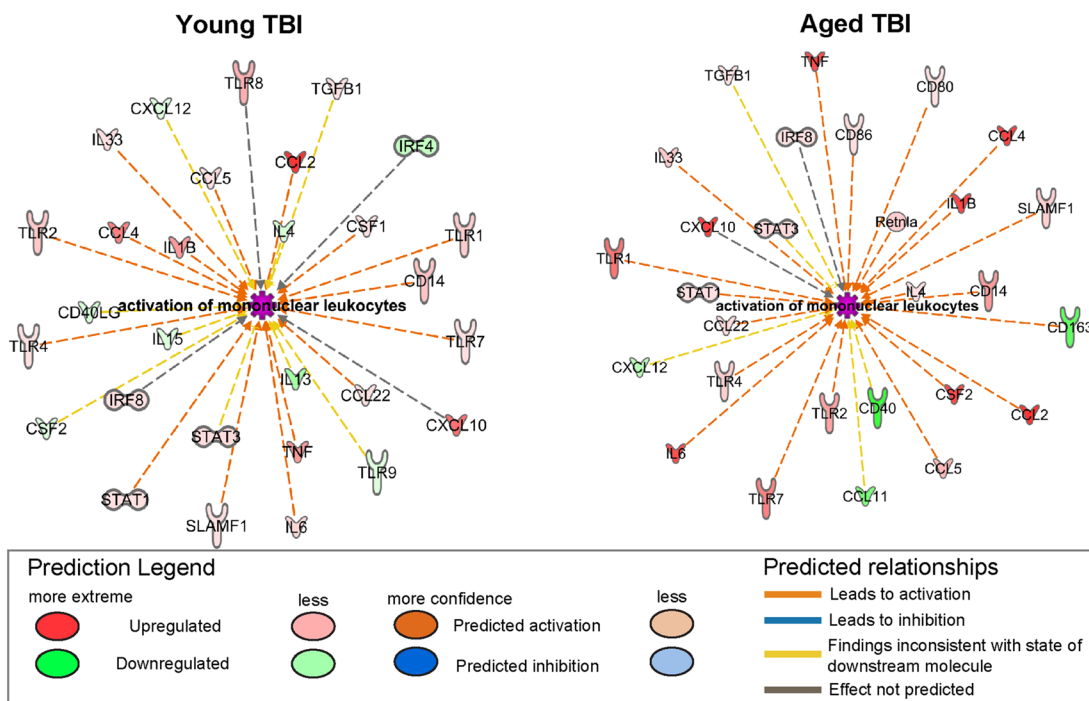 Young TBI
Aged TBI
TLR8
TGFB1
CXCL12
IL33
IRF4
CCL2
CCL5
TLR2
CCL4
IL1B
IL4
CSF1
TLR1
CD14
activation of mononuclear leukocytes
CD40LG
TLR4
IL15
TLR7
IRF8
IL13
CCL22
CSF2
STAT3
TNF
CXCL10
TLR9
STAT1
SLAMF1
IL6
TNF
TGFB1
CD80
IRF8
CD86
CCL4
IL33
IL1B
SLAMF1
CXCL10
STAT3
Retnla
TLR1
STAT1
IL4
CD14
activation of mononuclear leukocytes
CCL22
CD163
CXCL12
TLR4
TLR2
CD40
CSF2
CCL2
IL6
CCL5
TLR7
CCL11
Prediction Legend
more extreme
less
more confidence
less
Upregulated
Predicted activation
Downregulated
Predicted inhibition
Predicted relationships
Leads to activation
Leads to inhibition
Findings inconsistent with state of
downstream molecule
Effect not predicted